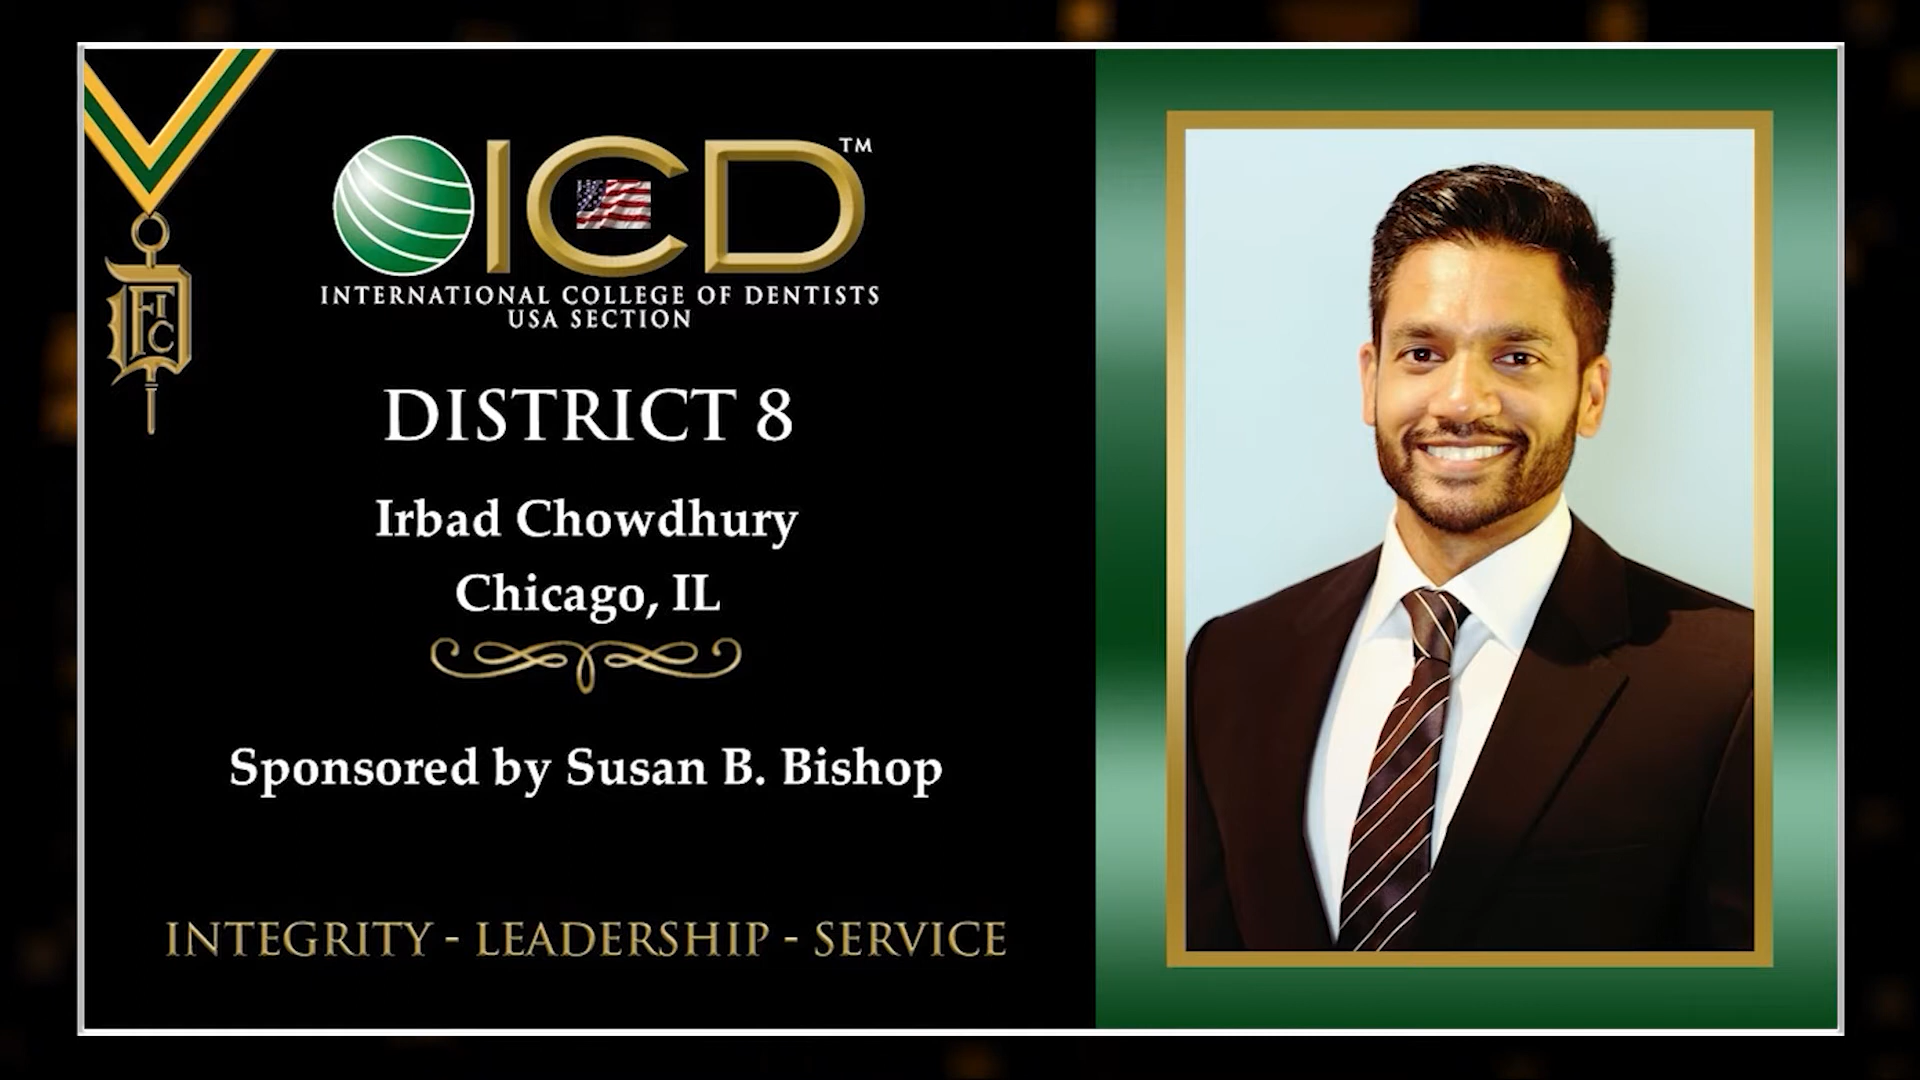 ICD™
INTERNATIONAL COLLEGE OF DENTISTS
USA SECTION
DISTRICT 8
Irbad Chowdhury
Chicago, IL
Sponsored by Susan B. Bishop
INTEGRITY - LEADERSHIP - SERVICE